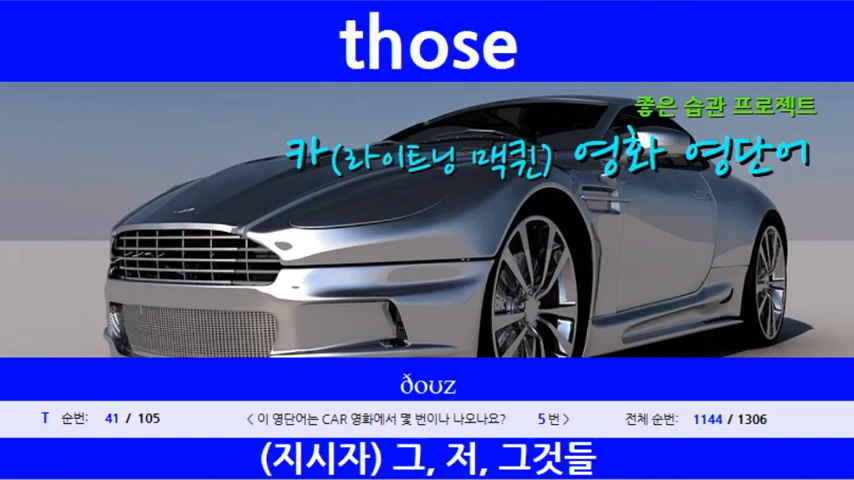 those
좋은 습관 프로젝트
카(라이트닝 맥퀸) 영화 영단어
ðoʊz
T 순번: 41 / 105 < 이 영단어는 CAR 영화에서 몇 번이나 나오나요? 5번 > 전체 순번: 1144 / 1306
(지시자) 그, 저, 그것들